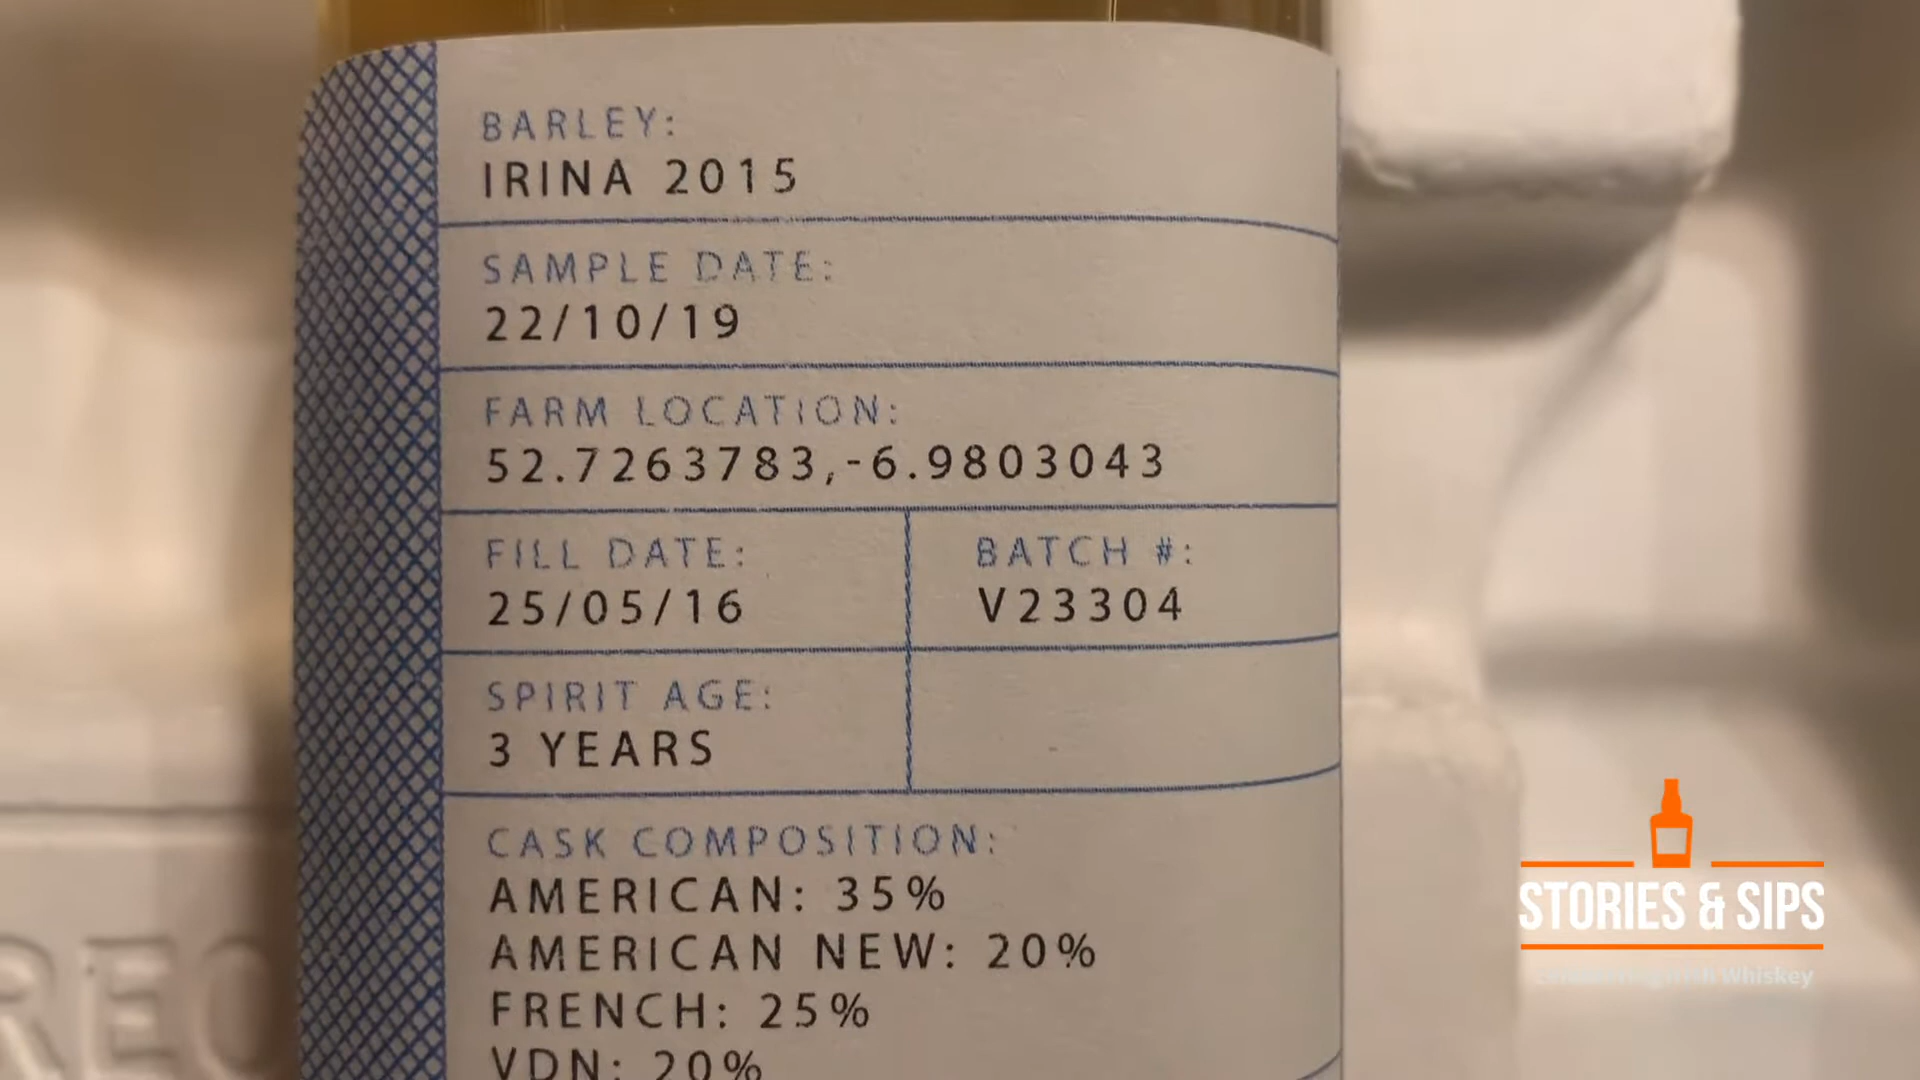 BARLEY:
IRINA 2015
SAMPLE DATE:
22/10/19
FARM LOCATION:
52.7263783,-6.9803043
FILL DATE:
25/05/16
BATCH #:
V23304
SPIRIT AGE:
3 YEARS
CASK COMPOSITION:
AMERICAN: 35%
AMERICAN NEW: 20%
FRENCH: 25%
VDN: 20%
STORIES & SIPS
Whiskey